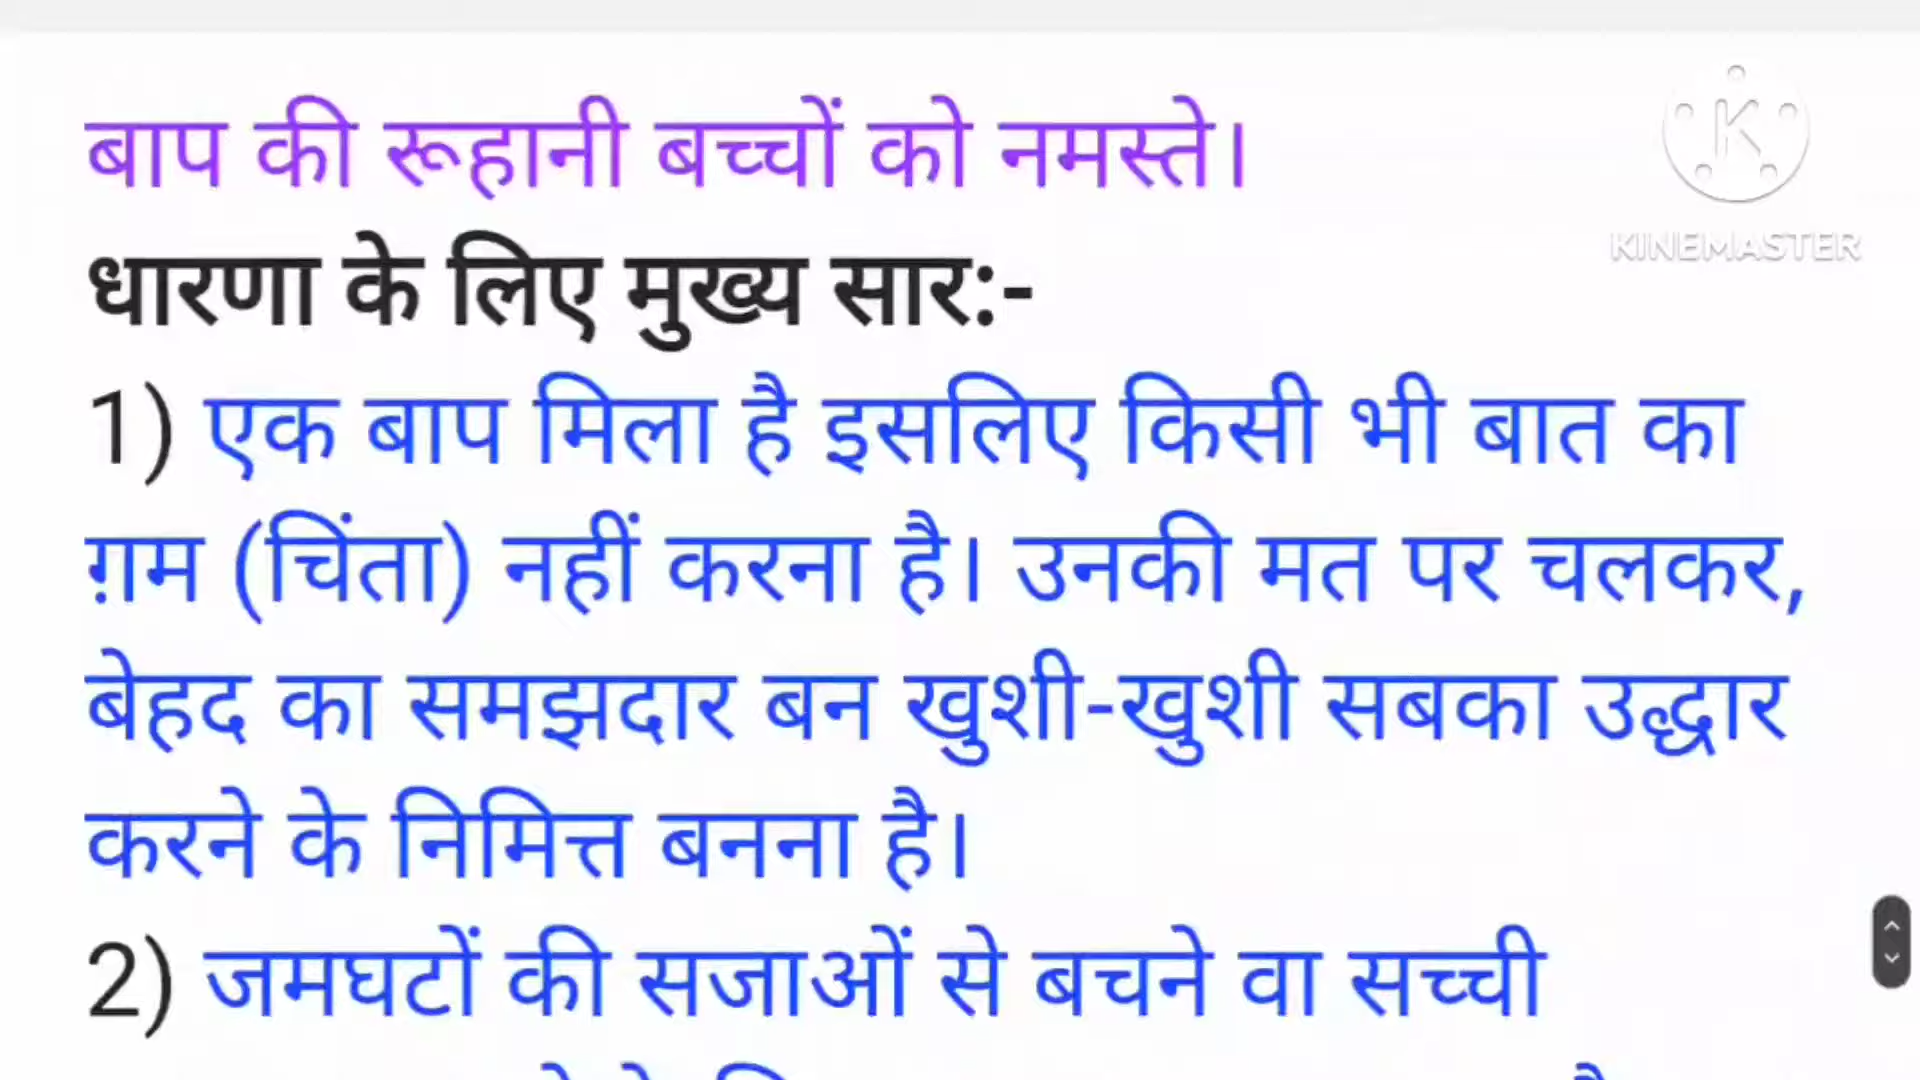 बाप की रूहानी बच्चों को नमस्ते।
धारणा के लिए मुख्य सार:-
1) एक बाप मिला है इसलिए किसी भी बात का
ग़म (चिंता) नहीं करना है। उनकी मत पर चलकर,
बेहद का समझदार बन खुशी-खुशी सबका उद्धार
करने के निमित्त बनना है।
2) जमघटों की सजाओं से बचने वा सच्ची
K
KINEMASTER